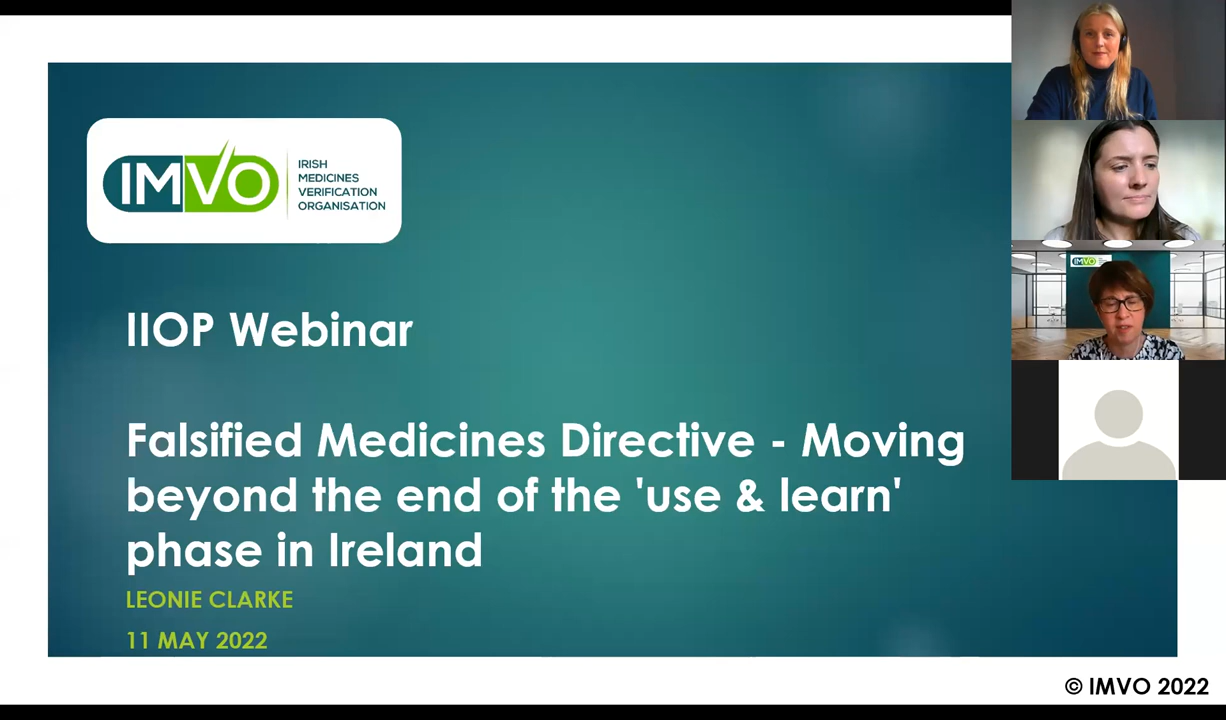 IMVO
IRISH
MEDICINES
VERIFICATION
ORGANISATION
IIOP Webinar
Falsified Medicines Directive - Moving
beyond the end of the 'use & learn'
phase in Ireland
LEONIE CLARKE
11 MAY 2022
IMVO
© IMVO 2022